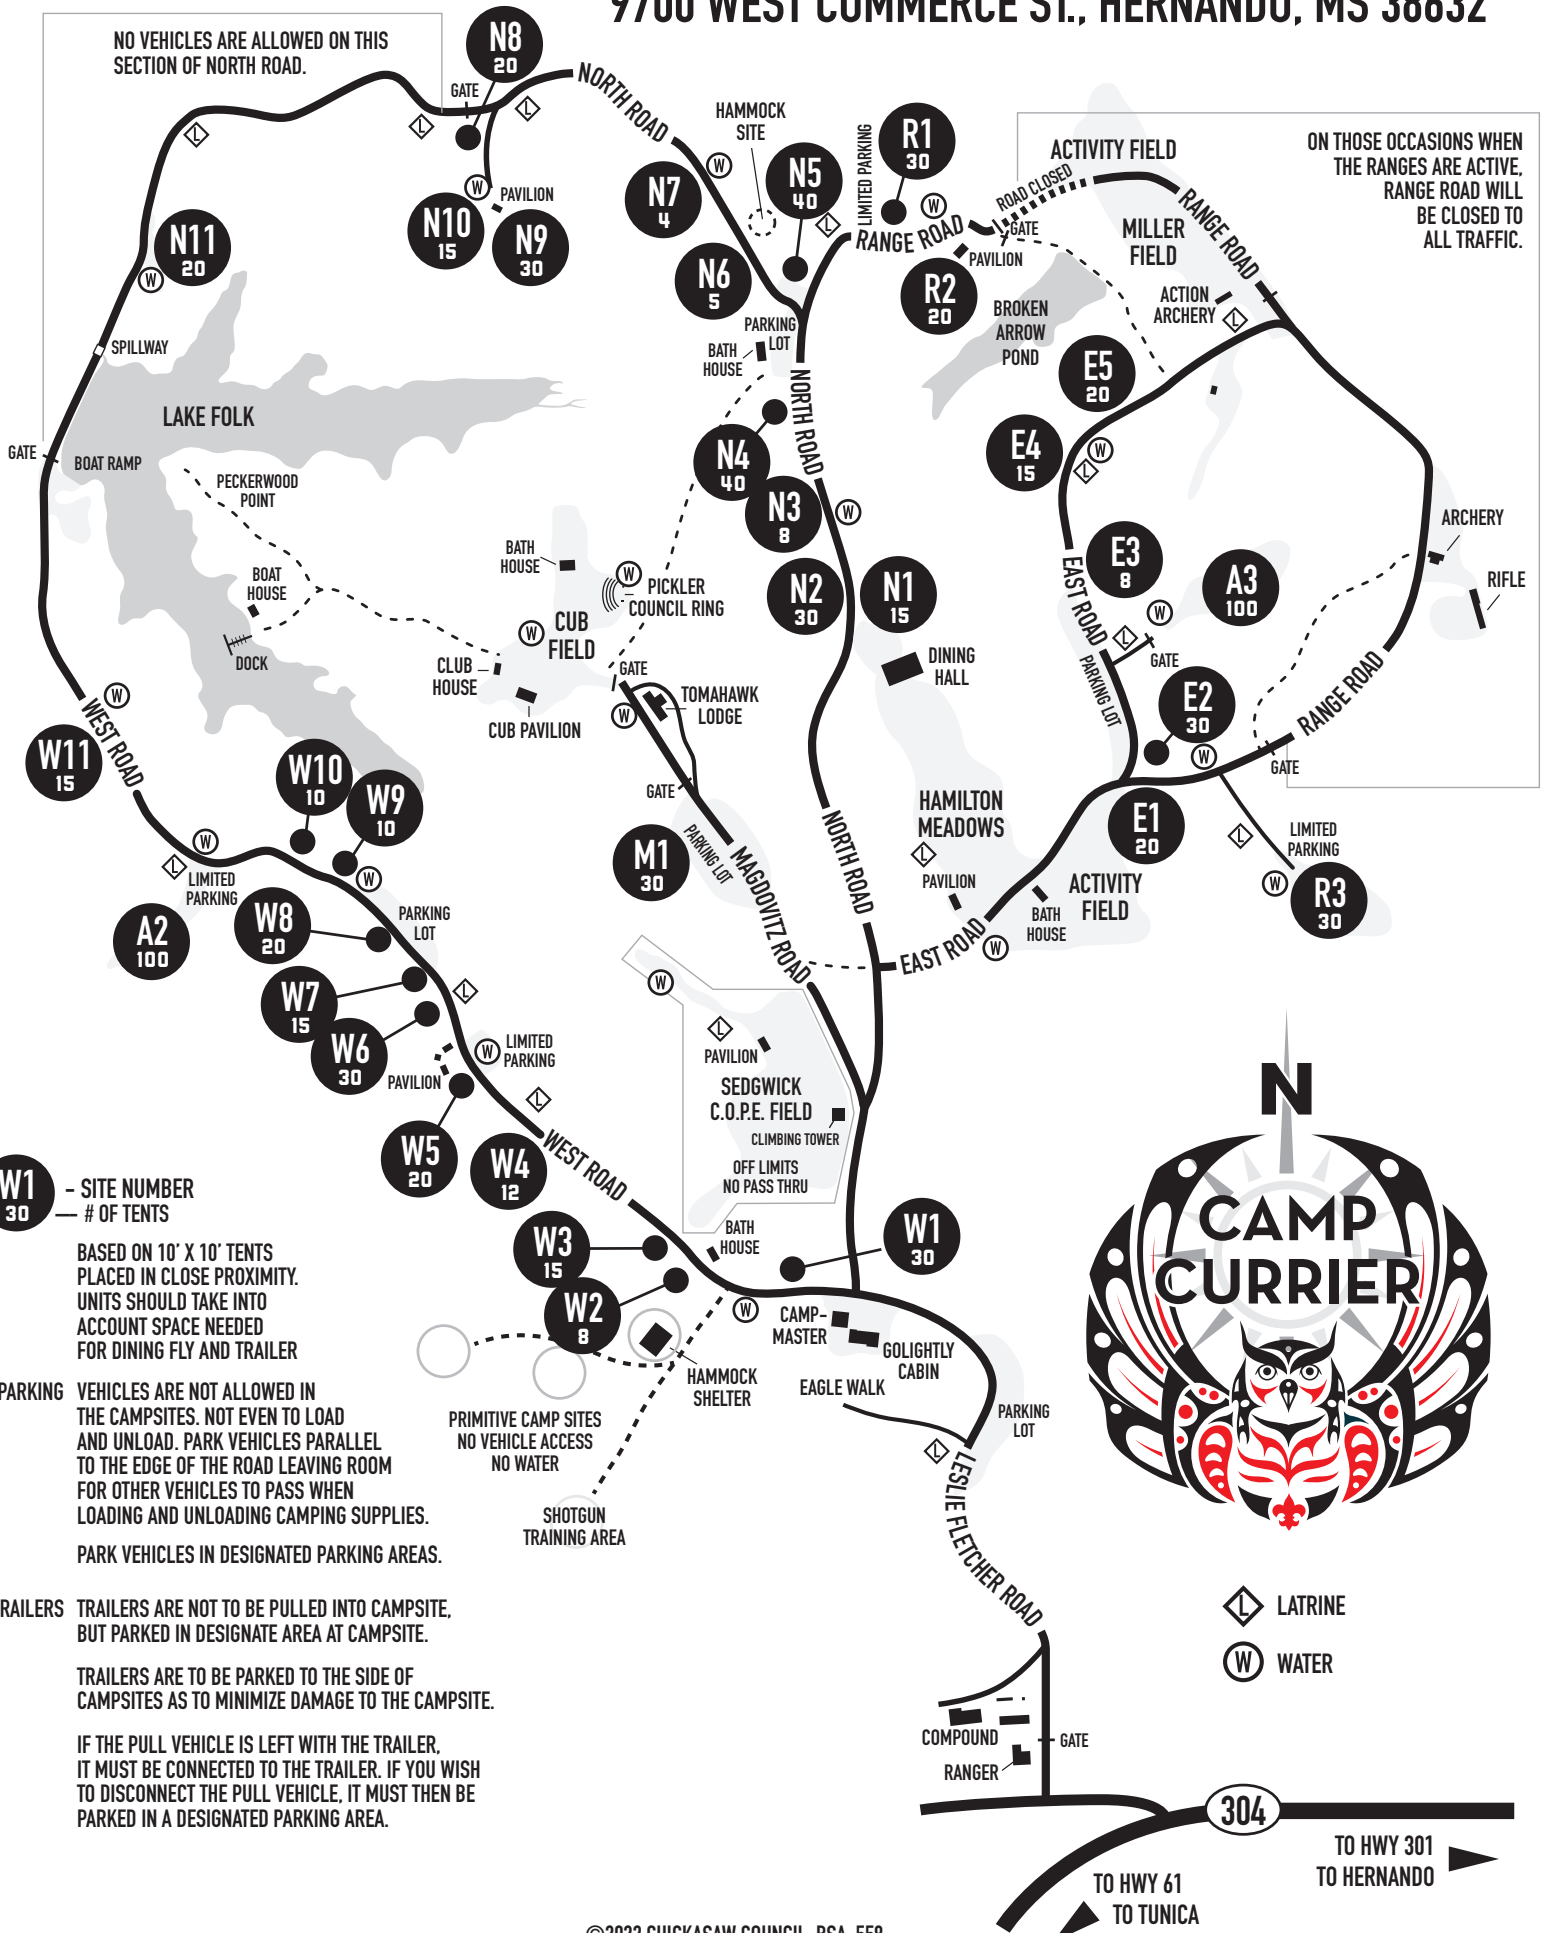 9700 WEST COMMERCE ST., HERNANDO, MS 38632
NO VEHICLES ARE ALLOWED ON THIS
SECTION OF NORTH ROAD.
N8
20
GATE
NORTH ROAD
HAMMOCK
SITE
LIMITED PARKING
R1
30
ACTIVITY FIELD
ON THOSE OCCASIONS WHEN
THE RANGES ARE ACTIVE,
RANGE ROAD WILL
BE CLOSED TO
ALL TRAFFIC.
L
L
L
W
N7
4
N5
40
L
W
ROAD CLOSED
RANGE ROAD
W
PAVILION
N10
15
N9
30
N11
20
W
RANGE ROAD
GATE
PAVILION
MILLER
FIELD
N6
5
R2
20
BROKEN
ARROW
POND
ACTION
ARCHERY
L
PARKING
LOT
BATH
HOUSE
SPILLWAY
LAKE FOLK
E5
20
NORTH ROAD
GATE
BOAT RAMP
PECKERWOOD
POINT
N4
40
E4
15
W
L
N3
8
W
ARCHERY
BATH
HOUSE
W
PICKLER
COUNCIL RING
BOAT
HOUSE
N2
30
N1
15
EAST ROAD
E3
8
A3
100
RIFLE
CUB
FIELD
W
DOCK
CLUB
HOUSE
CUB PAVILION
GATE
TOMAHAWK
LODGE
W
DINING
HALL
L
W
GATE
PARKING LOT
E2
30
RANGE ROAD
W
W
WEST ROAD
W11
15
W10
10
W9
10
GATE
GATE
HAMILTON
MEADOWS
E1
20
W
L
LIMITED
PARKING
W
M1
30
PARKING LOT
MAGDOVITZ ROAD
NORTH ROAD
L
PAVILION
L
LIMITED
PARKING
W
R3
30
ACTIVITY
FIELD
BATH
HOUSE
A2
100
W8
20
PARKING
LOT
EAST ROAD
W
W7
15
L
W
W6
30
W
LIMITED
PARKING
PAVILION
L
L
PAVILION
SEDGWICK
C.O.P.E. FIELD
CLIMBING TOWER
OFF LIMITS
NO PASS THRU
W5
20
W4
12
WEST ROAD
N
CAMP
CURRIER
W1
30
- SITE NUMBER
— # OF TENTS
BASED ON 10' X 10' TENTS
PLACED IN CLOSE PROXIMITY.
UNITS SHOULD TAKE INTO
ACCOUNT SPACE NEEDED
FOR DINING FLY AND TRAILER
W3
15
BATH
HOUSE
W1
30
W2
8
W
CAMP-
MASTER
GOLIGHTLY
CABIN
HAMMOCK
SHELTER
EAGLE WALK
PARKING
LOT
L
PRIMITIVE CAMP SITES
NO VEHICLE ACCESS
NO WATER
SHOTGUN
TRAINING AREA
LESLIE FLETCHER ROAD
PARKING VEHICLES ARE NOT ALLOWED IN
THE CAMPSITES. NOT EVEN TO LOAD
AND UNLOAD. PARK VEHICLES PARALLEL
TO THE EDGE OF THE ROAD LEAVING ROOM
FOR OTHER VEHICLES TO PASS WHEN
LOADING AND UNLOADING CAMPING SUPPLIES.
PARK VEHICLES IN DESIGNATED PARKING AREAS.
RAILERS TRAILERS ARE NOT TO BE PULLED INTO CAMPSITE,
BUT PARKED IN DESIGNATE AREA AT CAMPSITE.
TRAILERS ARE TO BE PARKED TO THE SIDE OF
CAMPSITES AS TO MINIMIZE DAMAGE TO THE CAMPSITE.
IF THE PULL VEHICLE IS LEFT WITH THE TRAILER,
IT MUST BE CONNECTED TO THE TRAILER. IF YOU WISH
TO DISCONNECT THE PULL VEHICLE, IT MUST THEN BE
PARKED IN A DESIGNATED PARKING AREA.
L LATRINE
W WATER
COMPOUND
RANGER
GATE
304
TO HWY 301
TO HERNANDO
TO HWY 61
TO TUNICA
©2022 CHICKASAW COUNCIL, BSA, 558